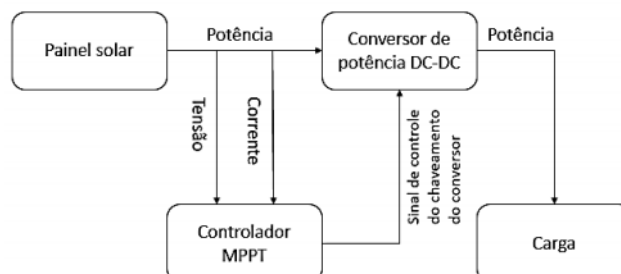 Painel solar
Potência
Conversor de
potência DC-DC
Potência
Tensão
Corrente
Sinal de controle
do chaveamento
do conversor
Controlador
MPPT
Carga